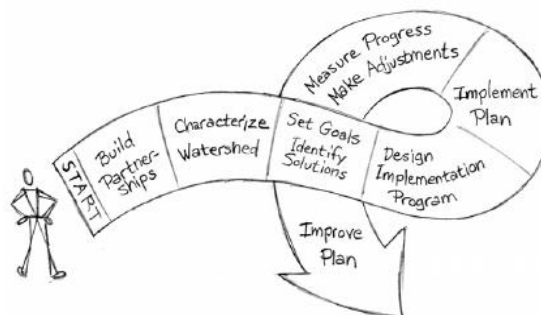 START
Build
Partner-
ships
Characterize
Watershed
Set Goals
Identify
Solutions
Design
Implementation
Program
Implement
Plan
Measure Progress
Make Adjustments
Improve
Plan